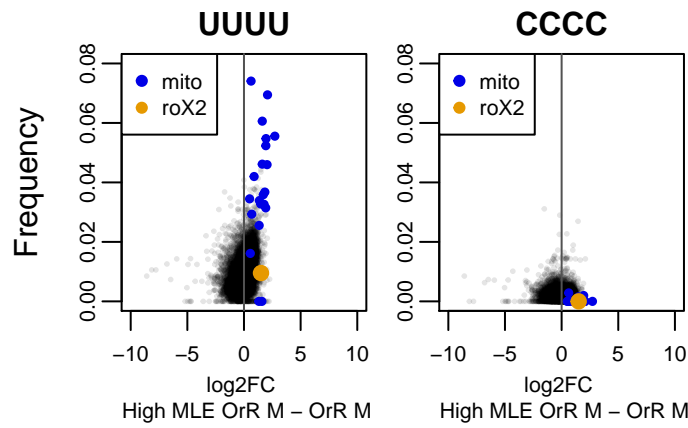 UUUU
CCCC
Frequency
0.00 0.02 0.04 0.06 0.08
mito
roX2
−10 −5 0 5 10
log2FC
High MLE OrR M − OrR M
0.00 0.02 0.04 0.06 0.08
mito
roX2
−10 −5 0 5 10
log2FC
High MLE OrR M − OrR M